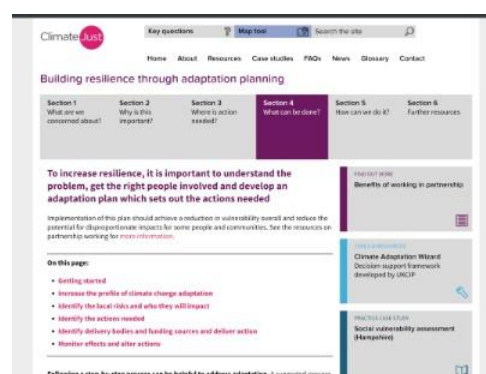 Climate Just
Key questions
Map tool
Search the site
Home About Resources Case studies FAQs News Glossary Contact
Building resilience through adaptation planning
Section 1
What are we
concerned about?
Section 2
Why is this
important?
Section 3
Where is action
needed?
Section 4
What can be done?
Section 5
How can we do it?
Section 6
Further resources
To increase resilience, it is important to understand the
problem, get the right people involved and develop an
adaptation plan which sets out the actions needed
Implementation of this plan should achieve a reduction in vulnerability overall and reduce the
potential for disproportionate impacts for some people and communities. See the resources on
partnership working for more information.
On this page:
• Getting started
• Increase the profile of climate change adaptation
• Identify the local risks and who they will impact
• Identify the actions needed
• Identify delivery bodies and funding sources and deliver action
• Monitor effects and alter actions
FIND OUT MORE
Benefits of working in partnership
TOOLS & RESOURCES
Climate Adaptation Wizard
Decision-support framework
developed by UKCIP
PRACTICE CASE STUDY
Social vulnerability assessment
(Hampshire)